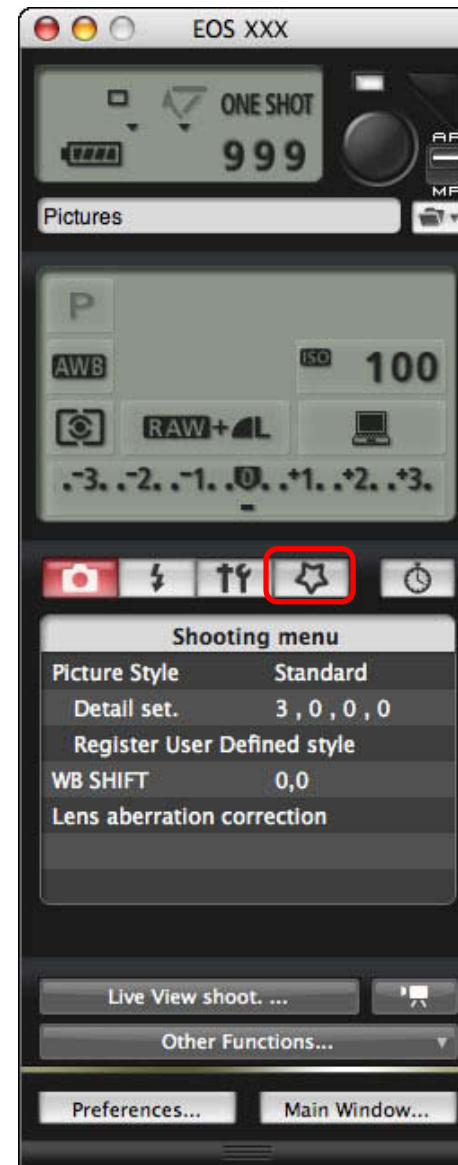 EOS XXX
ONE SHOT
999
AF
MF
Pictures
P
AWB
ISO 100
RAW+L
.-3. .-2. .-1. .0. .+1. .+2. .+3.
Shooting menu
Picture Style Standard
Detail set. 3 , 0 , 0 , 0
Register User Defined style
WB SHIFT 0,0
Lens aberration correction
Live View shoot. ...
Other Functions...
Preferences... Main Window...